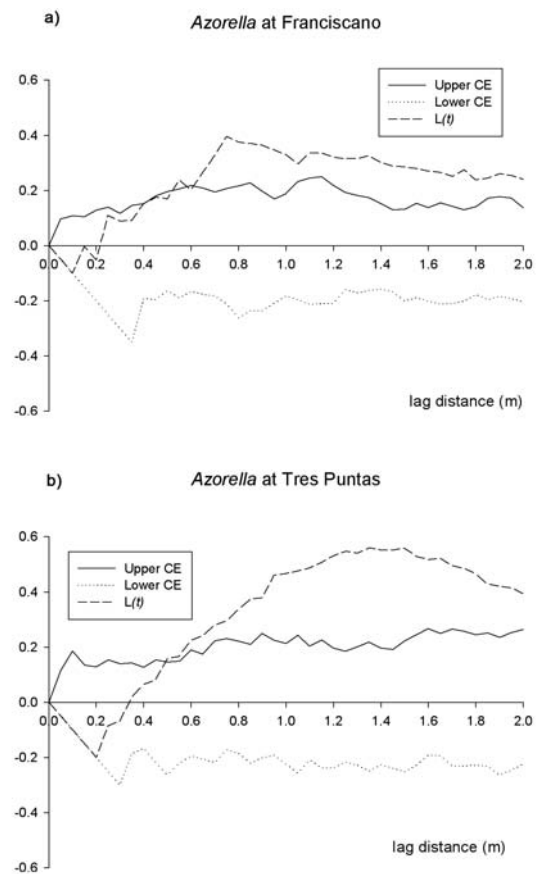 a)
Azorella at Franciscano
0.6
Upper CE
Lower CE
L(t)
0.4
0.2
0.0
0.0 0.2 0.4 0.6 0.8 1.0 1.2 1.4 1.6 1.8 2.0
-0.2
-0.4
lag distance (m)
-0.6
b)
Azorella at Tres Puntas
0.6
Upper CE
Lower CE
L(t)
0.4
0.2
0.0
0.0 0.2 0.4 0.6 0.8 1.0 1.2 1.4 1.6 1.8 2.0
-0.2
-0.4
lag distance (m)
-0.6